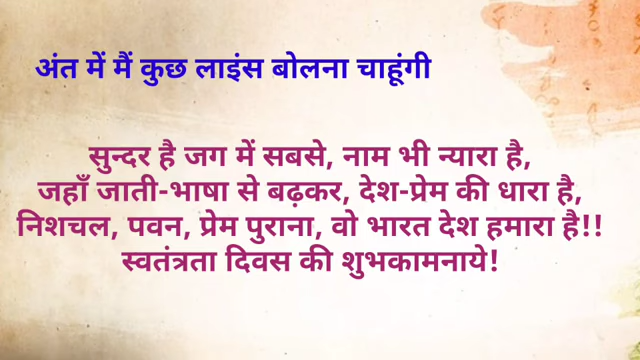 अंत में मैं कुछ लाइंस बोलना चाहूंगी
सुन्दर है जग में सबसे, नाम भी न्यारा है,
जहाँ जाती-भाषा से बढ़कर, देश-प्रेम की धारा है,
निशचल, पवन, प्रेम पुराना, वो भारत देश हमारा है!!
स्वतंत्रता दिवस की शुभकामनाये!